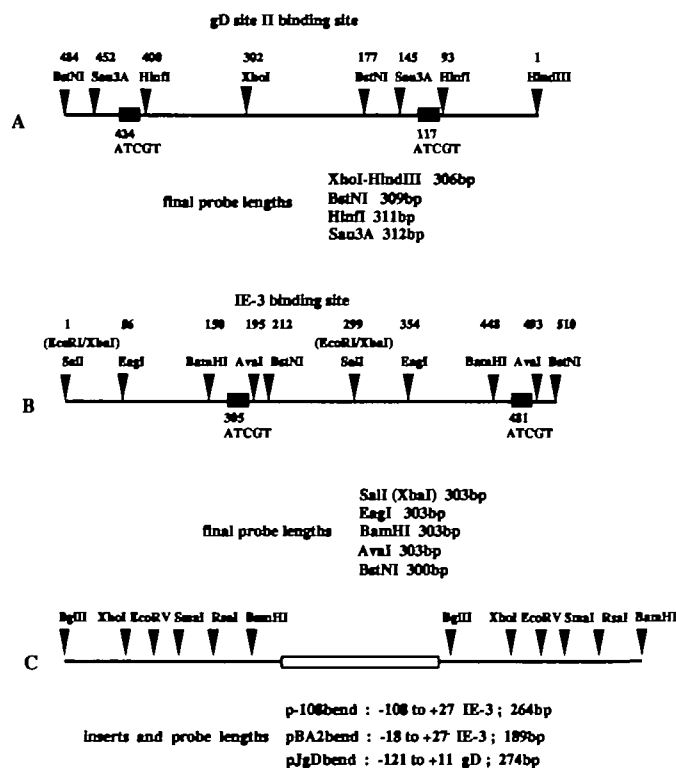 gD site II binding site
484 452 408 302 177 145 93 1
BstNI Sau3A HinfI XhoI BstNI Sau3A HinfI HindIII
A
424 117
ATCGT ATCGT
XhoI-HindIII 306bp
final probe lengths BstNI 309bp
HinfI 311bp
Sau3A 312bp
IE-3 binding site
1 86 150 195 212 299 354 448 493 510
(EcoRI/XbaI) (EcoRI/XbaI)
SalI EagI BamHI AvaI BstNI SalI EagI BamHI AvaI BstNI
B
305 481
ATCGT ATCGT
SalI (XbaI) 303bp
EagI 303bp
final probe lengths BamHI 303bp
AvaI 303bp
BstNI 300bp
BglII XhoI EcoRV SmaI RsaI BamHI BglII XhoI EcoRV SmaI RsaI BamHI
C
p-108bend : -108 to +27 IE-3 ; 264bp
inserts and probe lengths pBA2bend : -18 to +27 IE-3 ; 189bp
pJgDbend : -121 to +11 gD ; 274bp